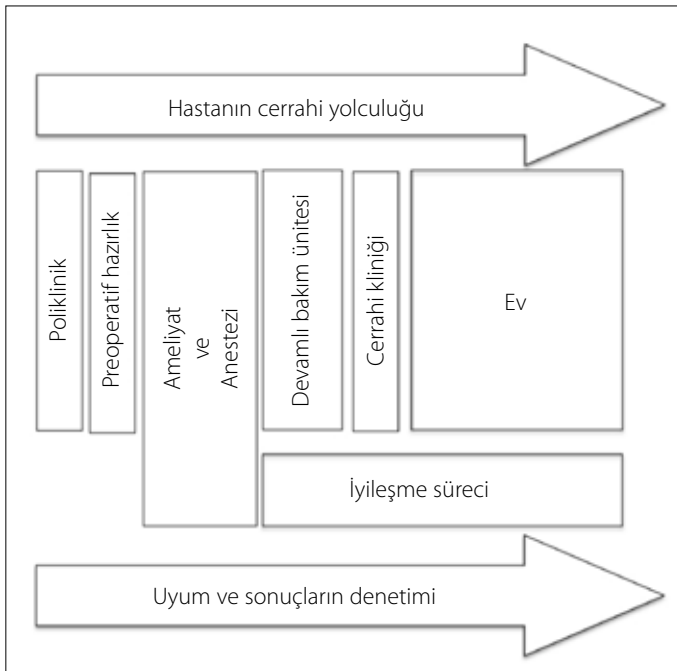 Hastanın cerrahi yolculuğu
Poliklinik
Preoperatif hazırlık
Ameliyat
ve
Anestezi
Devamlı bakım ünitesi
Cerrahi kliniği
Ev
İyileşme süreci
Uyum ve sonuçların denetimi